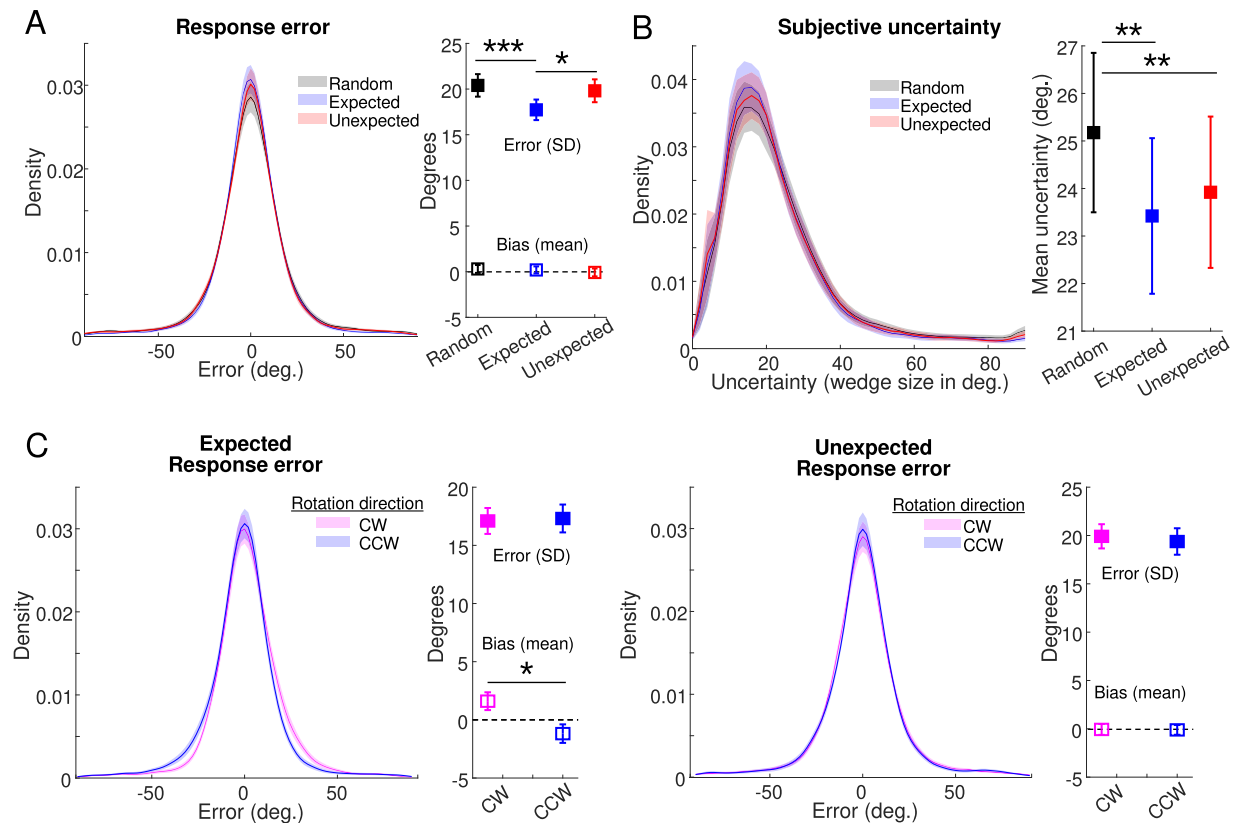 A
Response error
Density
0.03
0.02
0.01
0
-50
0
50
Error (deg.)
Random
Expected
Unexpected
Degrees
25
20
15
10
5
0
-5
***
*
Error (SD)
Bias (mean)
Random
Expected
Unexpected
B
Subjective uncertainty
Density
0.04
0.03
0.02
0.01
0
0
20
40
60
80
Uncertainty (wedge size in deg.)
Random
Expected
Unexpected
Mean uncertainty (deg.)
27
26
25
24
23
22
21
**
**
Random
Expected
Unexpected
C
Expected
Response error
Density
0.03
0.02
0.01
0
-50
0
50
Error (deg.)
Rotation direction
CW
CCW
Degrees
20
15
10
5
0
-5
Error (SD)
Bias (mean)
*
CW
CCW
Unexpected
Response error
Density
0.03
0.02
0.01
0
-50
0
50
Error (deg.)
Rotation direction
CW
CCW
Degrees
25
20
15
10
5
0
-5
Error (SD)
Bias (mean)
CW
CCW